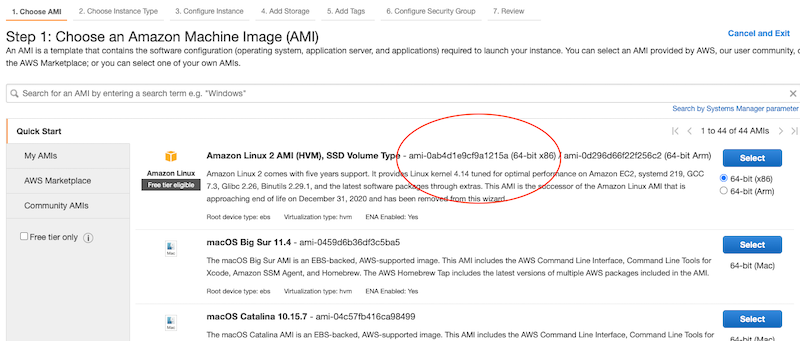 1. Choose AMI 2. Choose Instance Type 3. Configure Instance 4. Add Storage 5. Add Tags 6. Configure Security Group 7. Review
Step 1: Choose an Amazon Machine Image (AMI)
Cancel and Exit
An AMI is a template that contains the software configuration (operating system, application server, and applications) required to launch your instance. You can select an AMI provided by AWS, our user community,
the AWS Marketplace; or you can select one of your own AMIs.
Search for an AMI by entering a search term e.g. "Windows"
Search by Systems Manager parameter
Quick Start
My AMIs
AWS Marketplace
Community AMIs
Free tier only
1 to 44 of 44 AMIs
Amazon Linux
Free tier eligible
Amazon Linux 2 AMI (HVM), SSD Volume Type - ami-0ab4d1e9cf9a1215a (64-bit x86) / ami-0d296d66f22f256c2 (64-bit Arm)
Amazon Linux 2 comes with five years support. It provides Linux kernel 4.14 tuned for optimal performance on Amazon EC2, systemd 219, GCC
7.3, Glibc 2.26, Binutils 2.29.1, and the latest software packages through extras. This AMI is the successor of the Amazon Linux AMI that is
approaching end of life on December 31, 2020 and has been removed from this wizard.
Root device type: ebs Virtualization type: hvm ENA Enabled: Yes
Select
64-bit (x86)
64-bit (Arm)
Mac
macOS Big Sur 11.4 - ami-0459d6b36df3c5ba5
The macOS Big Sur AMI is an EBS-backed, AWS-supported image. This AMI includes the AWS Command Line Interface, Command Line Tools for
Xcode, Amazon SSM Agent, and Homebrew. The AWS Homebrew Tap includes the latest versions of multiple AWS packages included in the AMI.
Root device type: ebs Virtualization type: hvm ENA Enabled: Yes
Select
64-bit (Mac)
Mac
macOS Catalina 10.15.7 - ami-04c57fb416ca98499
The macOS Catalina AMI is an EBS-backed, AWS-supported image. This AMI includes the AWS Command Line Interface, Command Line Tools for
Select
64-bit (Mac)